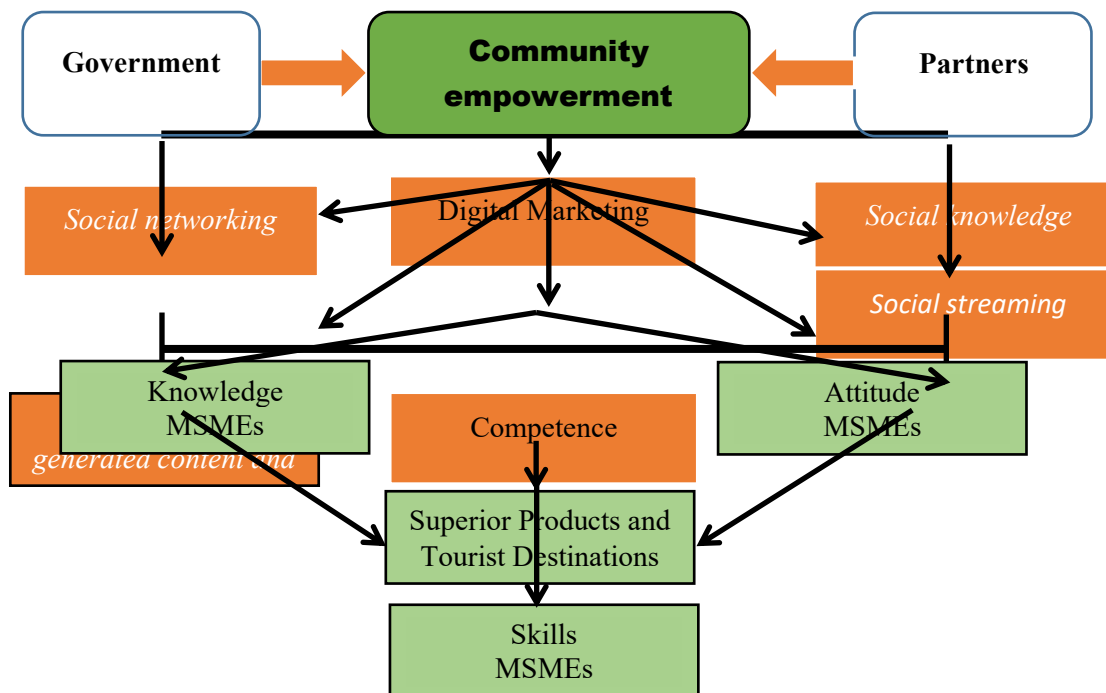 Government
Community
empowerment
Partners
Social networking
Digital Marketing
Social knowledge
Social streaming
Knowledge
MSMEs
generated content and
Competence
Attitude
MSMEs
Superior Products and
Tourist Destinations
Skills
MSMEs